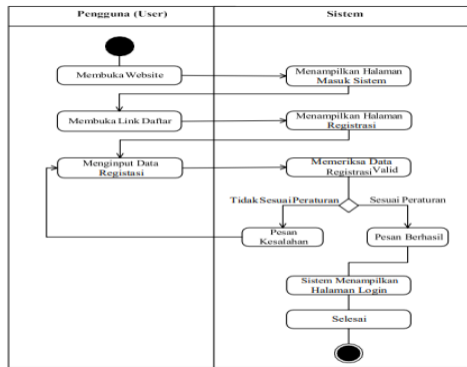 Pengguna (User)
Sistem
Membuka Website
Menampilkan Halaman
Masuk Sistem
Membuka Link Daftar
Menampilkan Halaman
Registrasi
Menginput Data
Registasi
Memeriksa Data
Registrasi Valid
Tidak Sesuai Peraturan
Sesuai Peraturan
Pesan
Kesalahan
Pesan Berhasil
Sistem Menampilkan
Halaman Login
Selesai